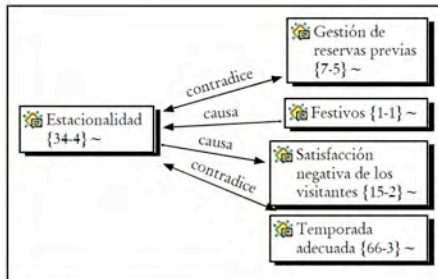 Gestión de
reservas previas
{7-5} ~
contradice
Festivos {1-1} ~
causa
Estacionalidad
{34-4} ~
causa
Satisfacción
negativa de los
visitantes {15-2} ~
contradice
Temporada
adecuada {66-3} ~